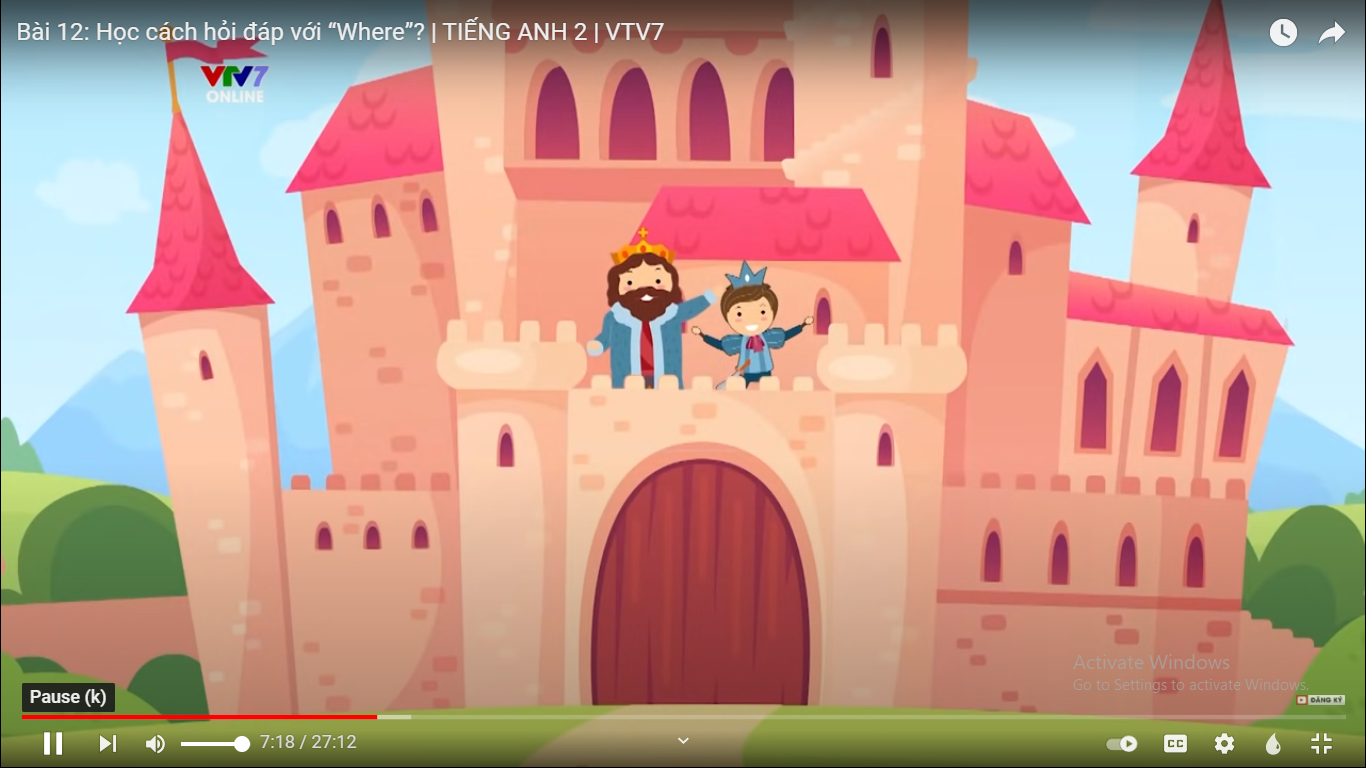 Bài 12: Học cách hỏi đáp với “Where”? | TIẾNG ANH 2 | VTV7
VTV7
ONLINE
Activate Windows
Go to Settings to activate Windows.
ĐĂNG KÝ
Pause (k)
7:18 / 27:12
CC